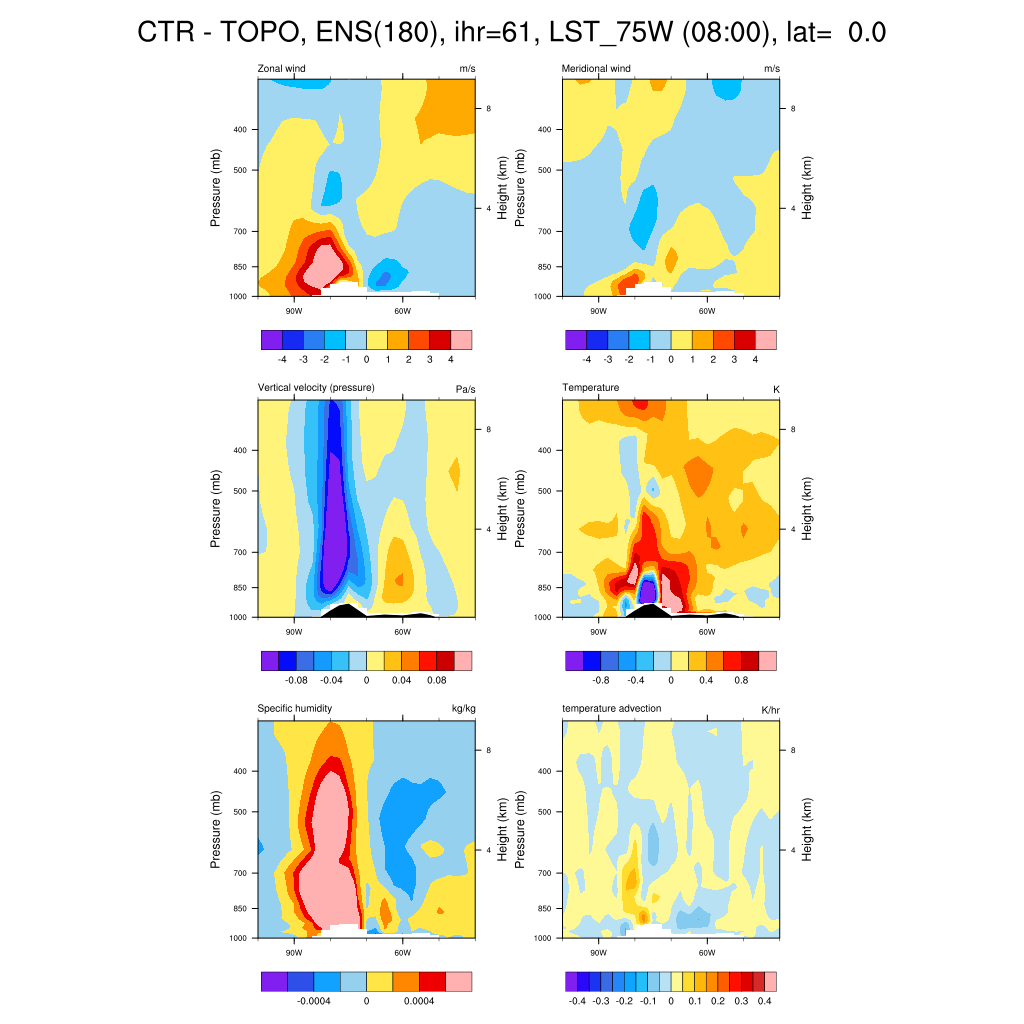 CTR - TOPO, ENS(180), ihr=61, LST_75W (08:00), lat=  0.0
Zonal wind m/s
Pressure (mb)
400
500
700
850
1000
90W 60W
8
4
Height (km)
-4 -3 -2 -1 0 1 2 3 4
Meridional wind m/s
Pressure (mb)
400
500
700
850
1000
90W 60W
8
4
Height (km)
-4 -3 -2 -1 0 1 2 3 4
Vertical velocity (pressure) Pa/s
Pressure (mb)
400
500
700
850
1000
90W 60W
8
4
Height (km)
-0.08 -0.04 0 0.04 0.08
Temperature K
Pressure (mb)
400
500
700
850
1000
90W 60W
8
4
Height (km)
-0.8 -0.4 0 0.4 0.8
Specific humidity kg/kg
Pressure (mb)
400
500
700
850
1000
90W 60W
8
4
Height (km)
-0.0004 0 0.0004
temperature advection K/hr
Pressure (mb)
400
500
700
850
1000
90W 60W
8
4
Height (km)
-0.4 -0.3 -0.2 -0.1 0 0.1 0.2 0.3 0.4